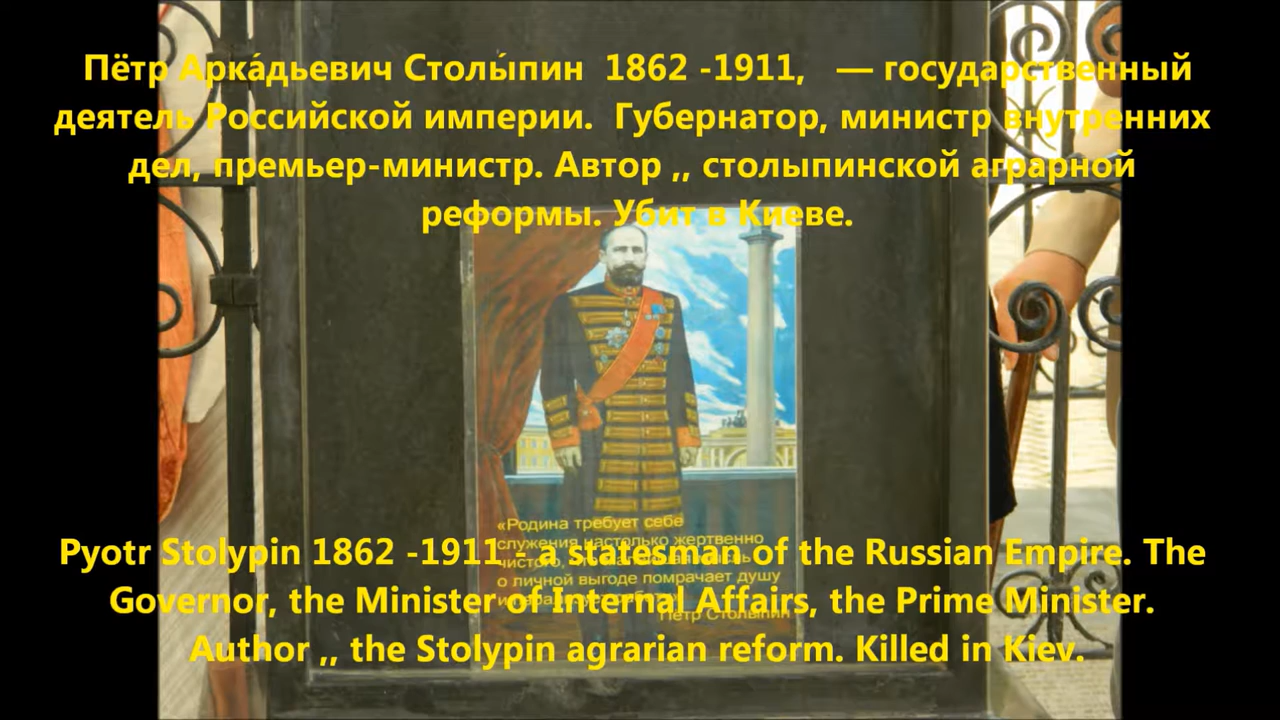 Пётр Арка́дьевич Столы́пин 1862 -1911, — государственный
деятель Российской империи. Губернатор, министр внутренних
дел, премьер-министр. Автор ,, столыпинской аграрной
реформы. Убит в Киеве.
«Родина требует себе
служения настолько жертвенно
чистого,
о личной выгоде помрачает душу
Пётр Столыпин
Pyotr Stolypin 1862 -1911 - a statesman of the Russian Empire. The
Governor, the Minister of Internal Affairs, the Prime Minister.
Author ,, the Stolypin agrarian reform. Killed in Kiev.